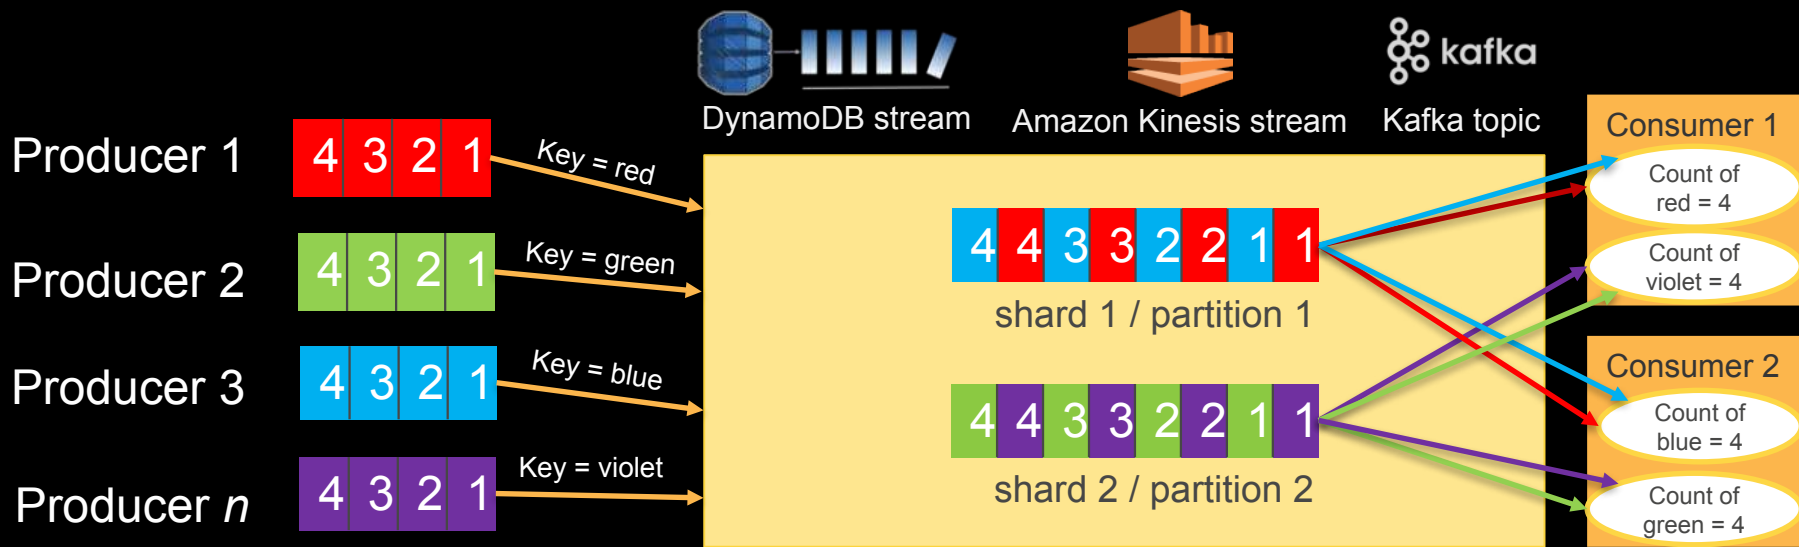 kafka
DynamoDB stream
Amazon Kinesis stream
Kafka topic
Producer 1
4 3 2 1
Key = red
Producer 2
4 3 2 1
Key = green
Producer 3
4 3 2 1
Key = blue
Producer n
4 3 2 1
Key = violet
4 4 3 3 2 2 1 1
shard 1 / partition 1
4 4 3 3 2 2 1 1
shard 2 / partition 2
Consumer 1
Count of
red = 4
Count of
violet = 4
Consumer 2
Count of
blue = 4
Count of
green = 4